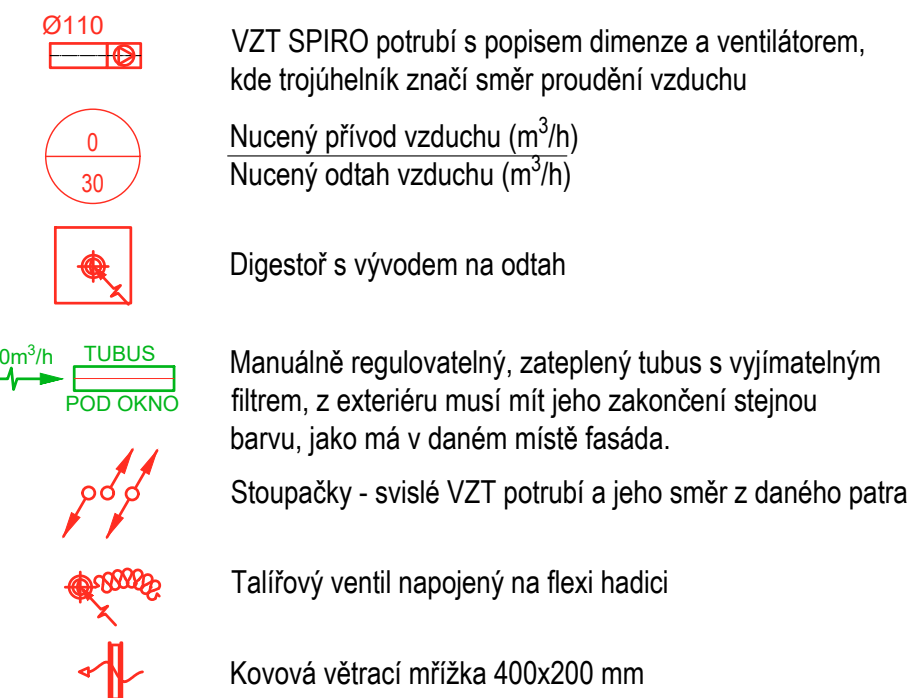 Ø110
VZT SPIRO potrubí s popisem dimenze a ventilátorem,
kde trojúhelník značí směr proudění vzduchu
0
30
Nucený přívod vzduchu (m³/h)
Nucený odtah vzduchu (m³/h)
Digestoř s vývodem na odtah
0m³/h
TUBUS
POD OKNO
Manuálně regulovatelný, zateplený tubus s vyjímatelným
filtrem, z exteriéru musí mít jeho zakončení stejnou
barvu, jako má v daném místě fasáda.
Stoupačky - svislé VZT potrubí a jeho směr z daného patra
Talířový ventil napojený na flexi hadici
Kovová větrací mřížka 400x200 mm